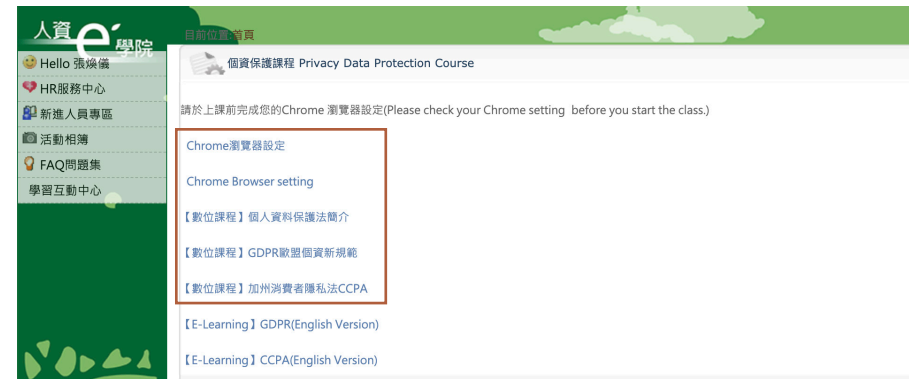 人資e學院
目前位置:首頁
Hello 張煥儀
HR服務中心
新進人員專區
活動相簿
FAQ問題集
學習互動中心
個資保護課程 Privacy Data Protection Course
請於上課前完成您的Chrome 瀏覽器設定(Please check your Chrome setting before you start the class.)
Chrome瀏覽器設定
Chrome Browser setting
【數位課程】個人資料保護法簡介
【數位課程】GDPR歐盟個資新規範
【數位課程】加州消費者隱私法CCPA
【E-Learning】GDPR(English Version)
【E-Learning】CCPA(English Version)